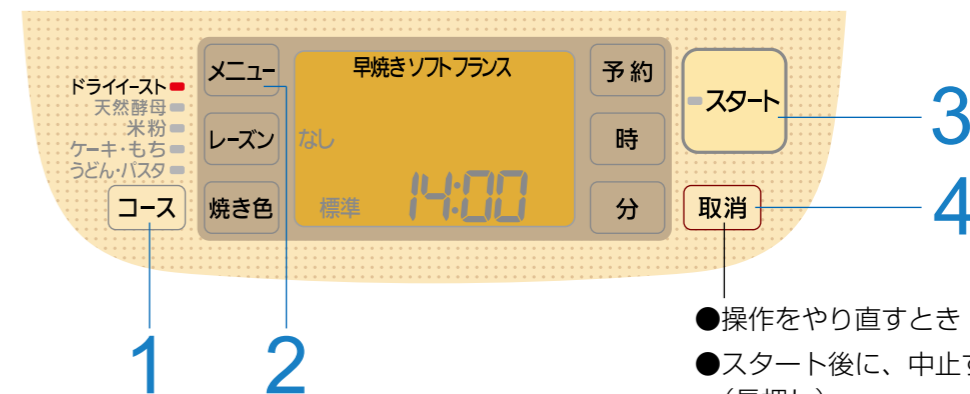 ドライイースト
天然酵母
米粉
ケーキ・もち
うどん・パスタ
コース
メニュー
レーズン
焼き色
早焼きソフトフランス
なし
標準
14:00
予約
時
分
スタート
取消
1
2
3
4
●操作をやり直すとき
●スタート後に、中止す
(長押し)